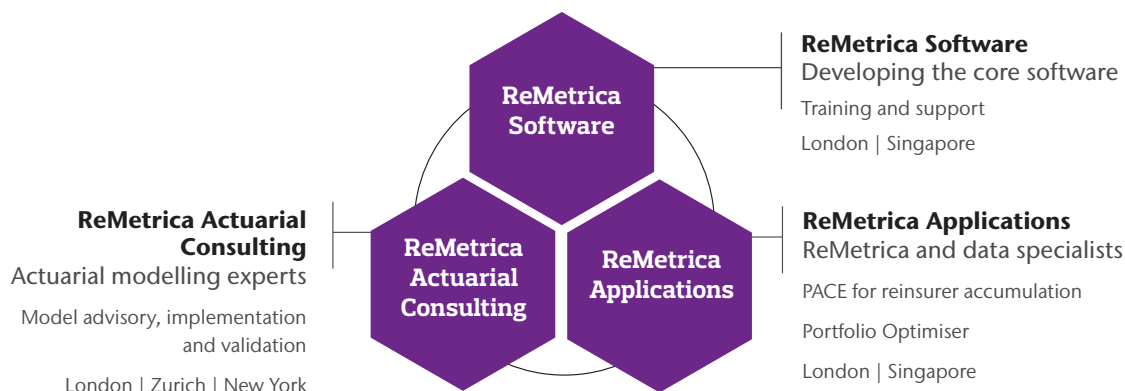 ReMetrica
Software
ReMetrica Software
Developing the core software
Training and support
London | Singapore
ReMetrica Actuarial
Consulting
Actuarial modelling experts
Model advisory, implementation
and validation
London | Zurich | New York
ReMetrica
Actuarial
Consulting
ReMetrica
Applications
ReMetrica Applications
ReMetrica and data specialists
PACE for reinsurer accumulation
Portfolio Optimiser
London | Singapore